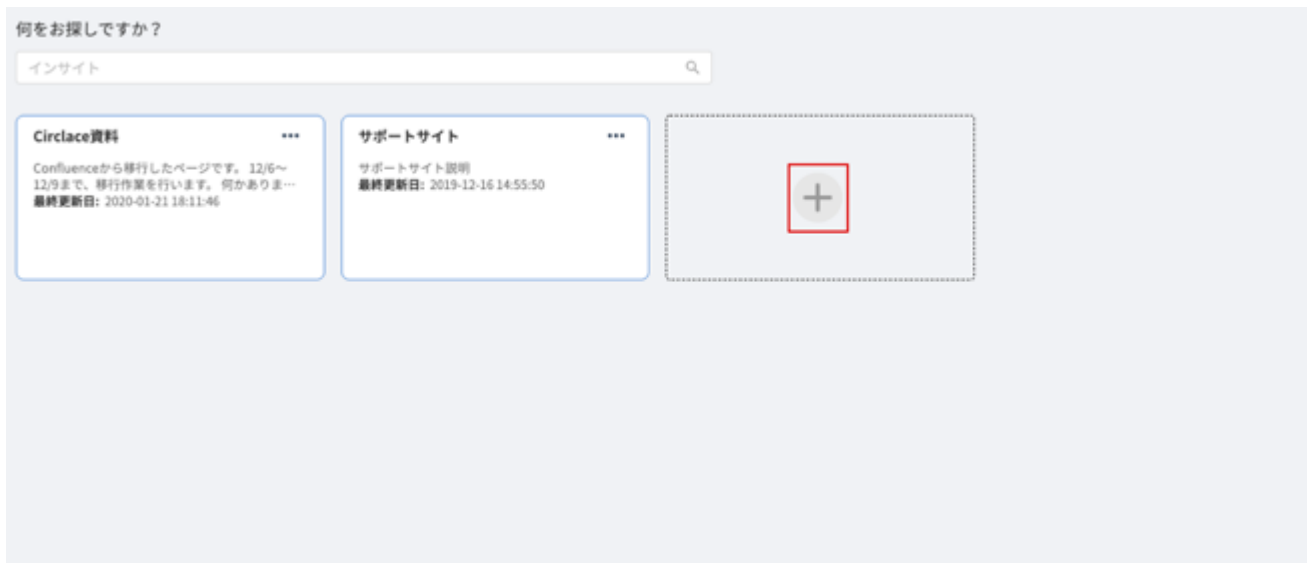 何をお探しですか？
インサイト
Circlace資料
Confluenceから移行したページです。 12/6〜
12/9まで、移行作業を行います。 何かありま…
最終更新日: 2020-01-21 18:11:46
サポートサイト
サポートサイト説明
最終更新日: 2019-12-16 14:55:50